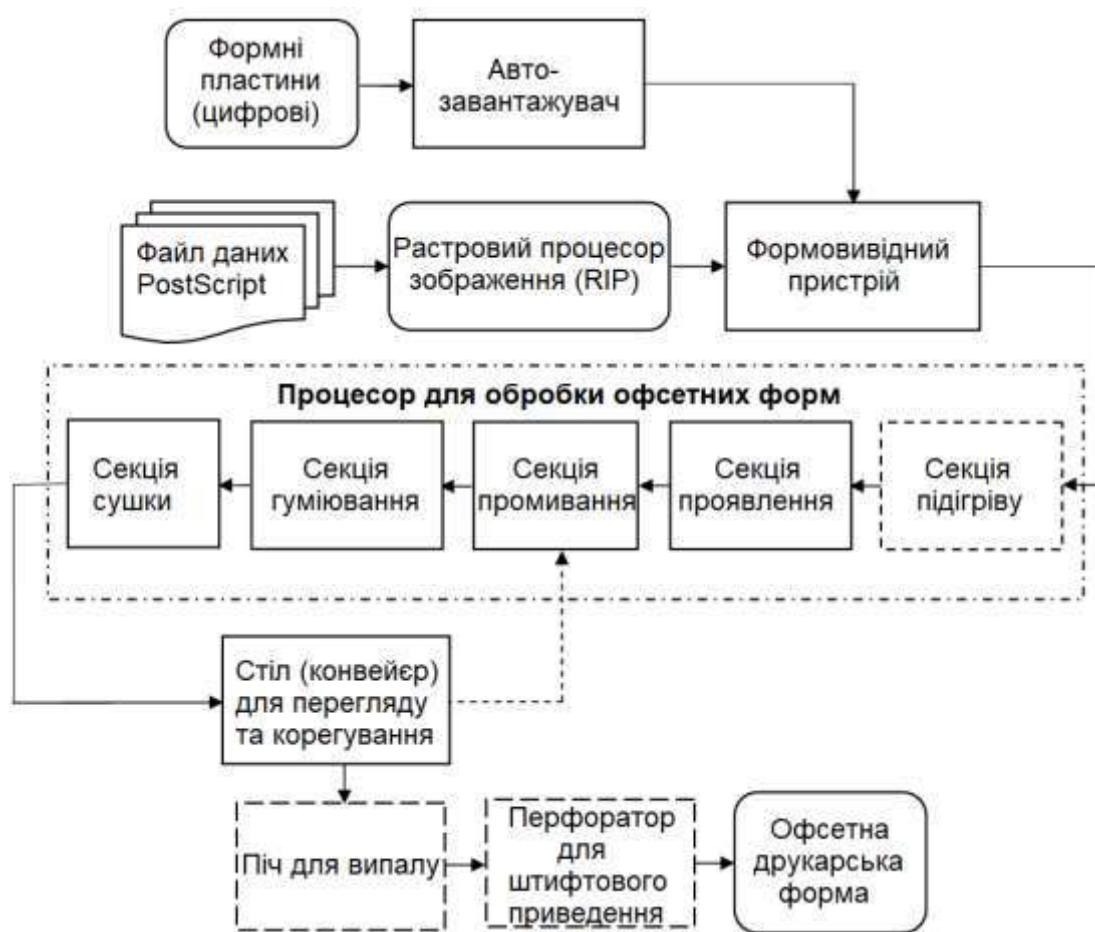 Формні
пластини
(цифрові)
Авто-
завантажувач
Файл даних
PostScript
Растровий процесор
зображення (RIP)
Формовивідний
пристрій
Процесор для обробки офсетних форм
Секція
сушки
Секція
гуміювання
Секція
промивання
Секція
проявлення
Секція
підігріву
Стіл (конвейєр)
для перегляду
та корегування
Піч для випалу
Перфоратор
для
штифтового
приведення
Офсетна
друкарська
форма